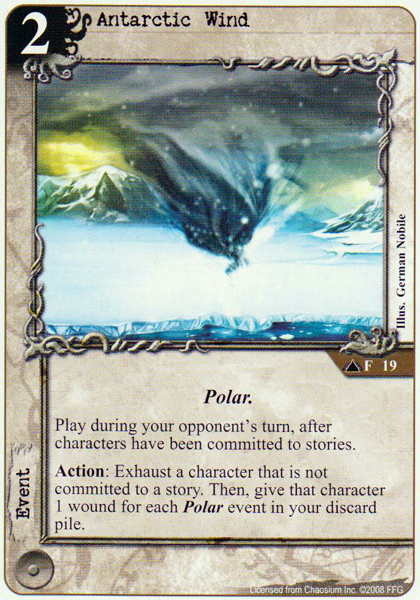 2
Antarctic Wind
Illus. German Nobile
F 19
Polar.
Play during your opponent's turn, after
characters have been committed to stories.
Action: Exhaust a character that is not
committed to a story. Then, give that character
1 wound for each Polar event in your discard
pile.
Event
Licensed from Chaosium Inc. ©2008 FFG